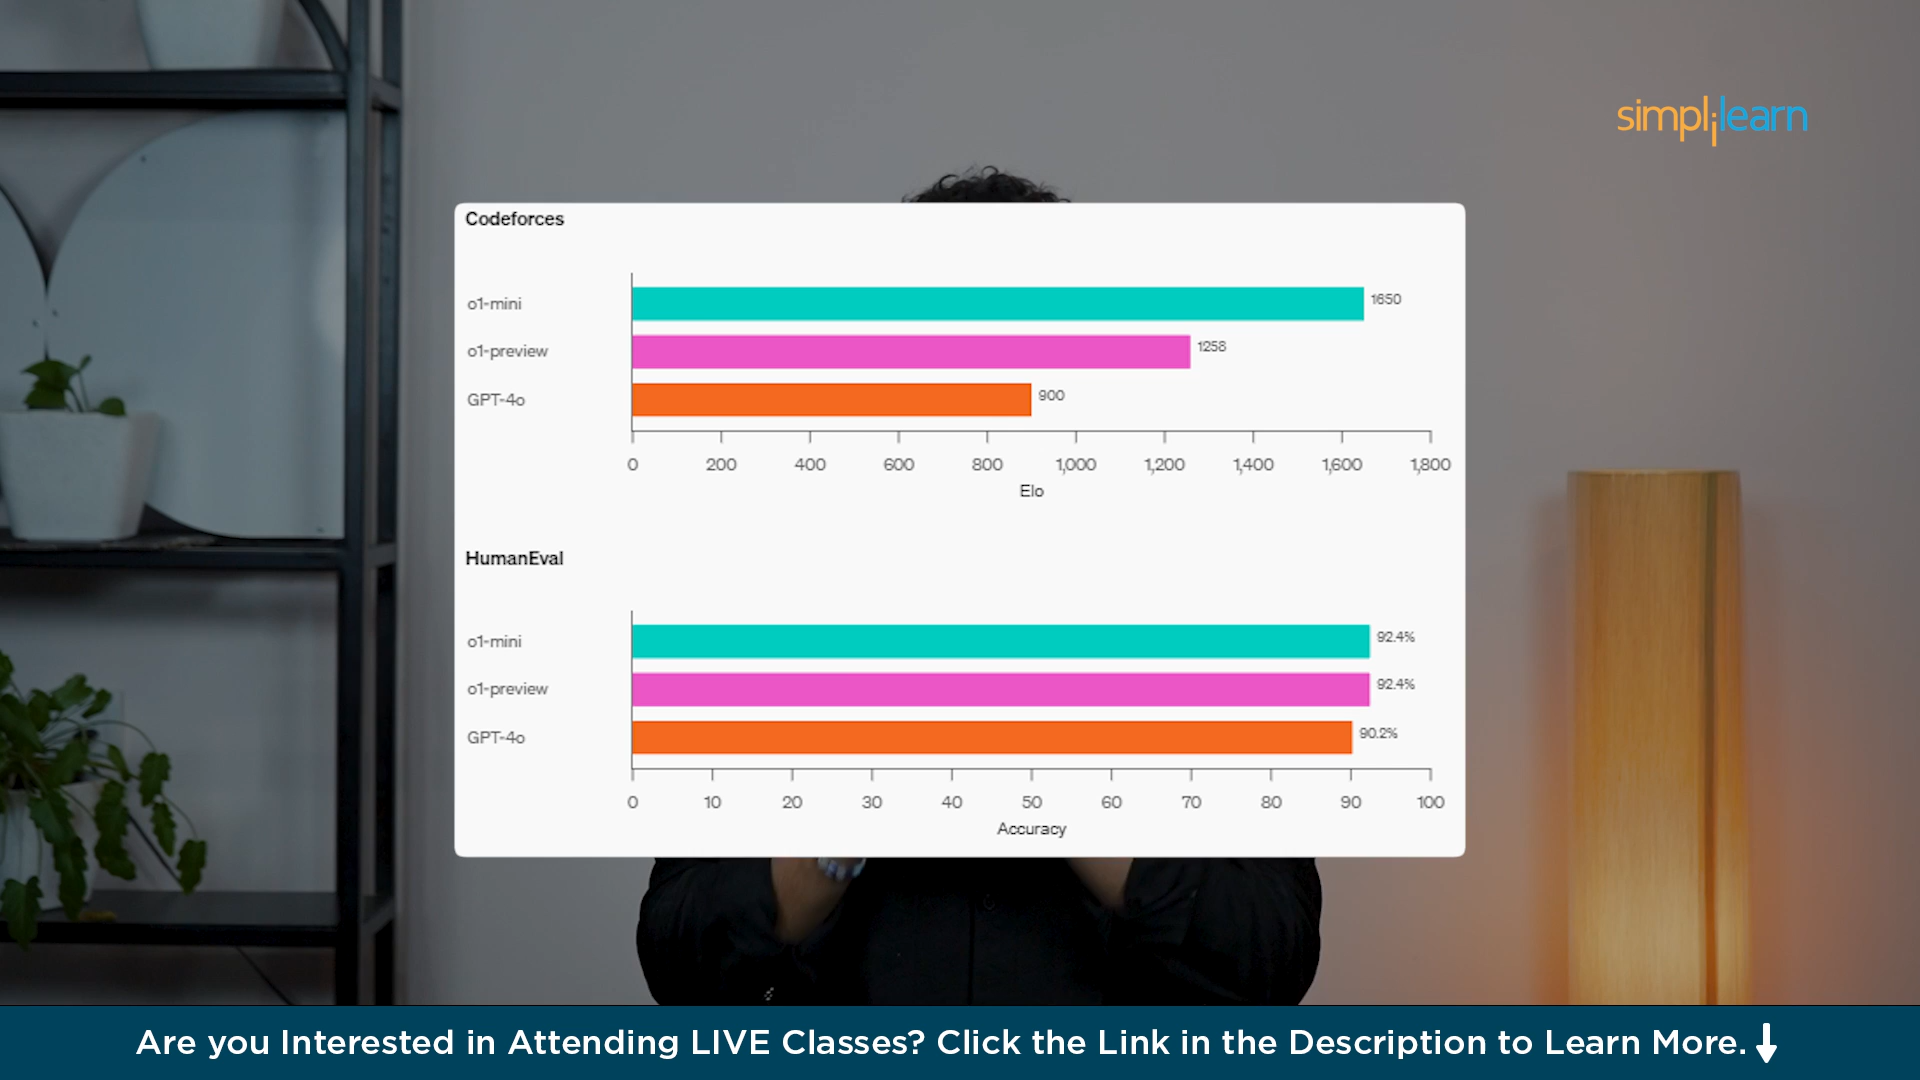 simplilearn
Codeforces
o1-mini
1650
o1-preview
1258
GPT-4o
900
0 200 400 600 800 1,000 1,200 1,400 1,600 1,800
Elo
HumanEval
o1-mini
92.4%
o1-preview
92.4%
GPT-4o
90.2%
0 10 20 30 40 50 60 70 80 90 100
Accuracy
Are you Interested in Attending LIVE Classes? Click the Link in the Description to Learn More.